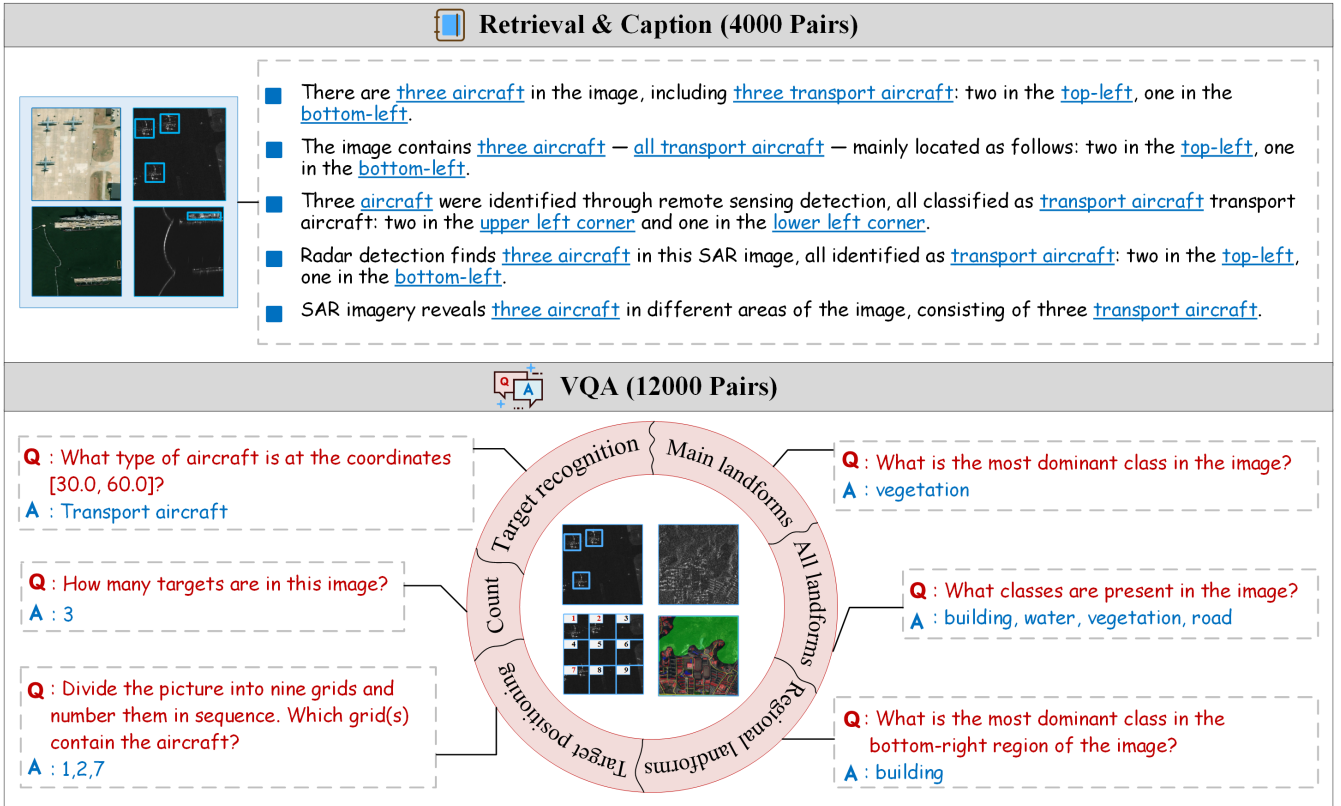 Retrieval & Caption (4000 Pairs)
There are three aircraft in the image, including three transport aircraft: two in the top-left, one in the
bottom-left.
The image contains three aircraft — all transport aircraft — mainly located as follows: two in the top-left, one
in the bottom-left.
Three aircraft were identified through remote sensing detection, all classified as transport aircraft transport
aircraft: two in the upper left corner and one in the lower left corner.
Radar detection finds three aircraft in this SAR image, all identified as transport aircraft: two in the top-left,
one in the bottom-left.
SAR imagery reveals three aircraft in different areas of the image, consisting of three transport aircraft.
Q A
VQA (12000 Pairs)
Q : What type of aircraft is at the coordinates
[30.0, 60.0]?
A : Transport aircraft
Q : How many targets are in this image?
A : 3
Q : Divide the picture into nine grids and
number them in sequence. Which grid(s)
contain the aircraft?
A : 1,2,7
Target recognition
Main landforms
Count
All landforms
Target positioning
Regional landforms
1 2 3
4 5 6
7 8 9
Q : What is the most dominant class in the image?
A : vegetation
Q : What classes are present in the image?
A : building, water, vegetation, road
Q : What is the most dominant class in the
bottom-right region of the image?
A : building